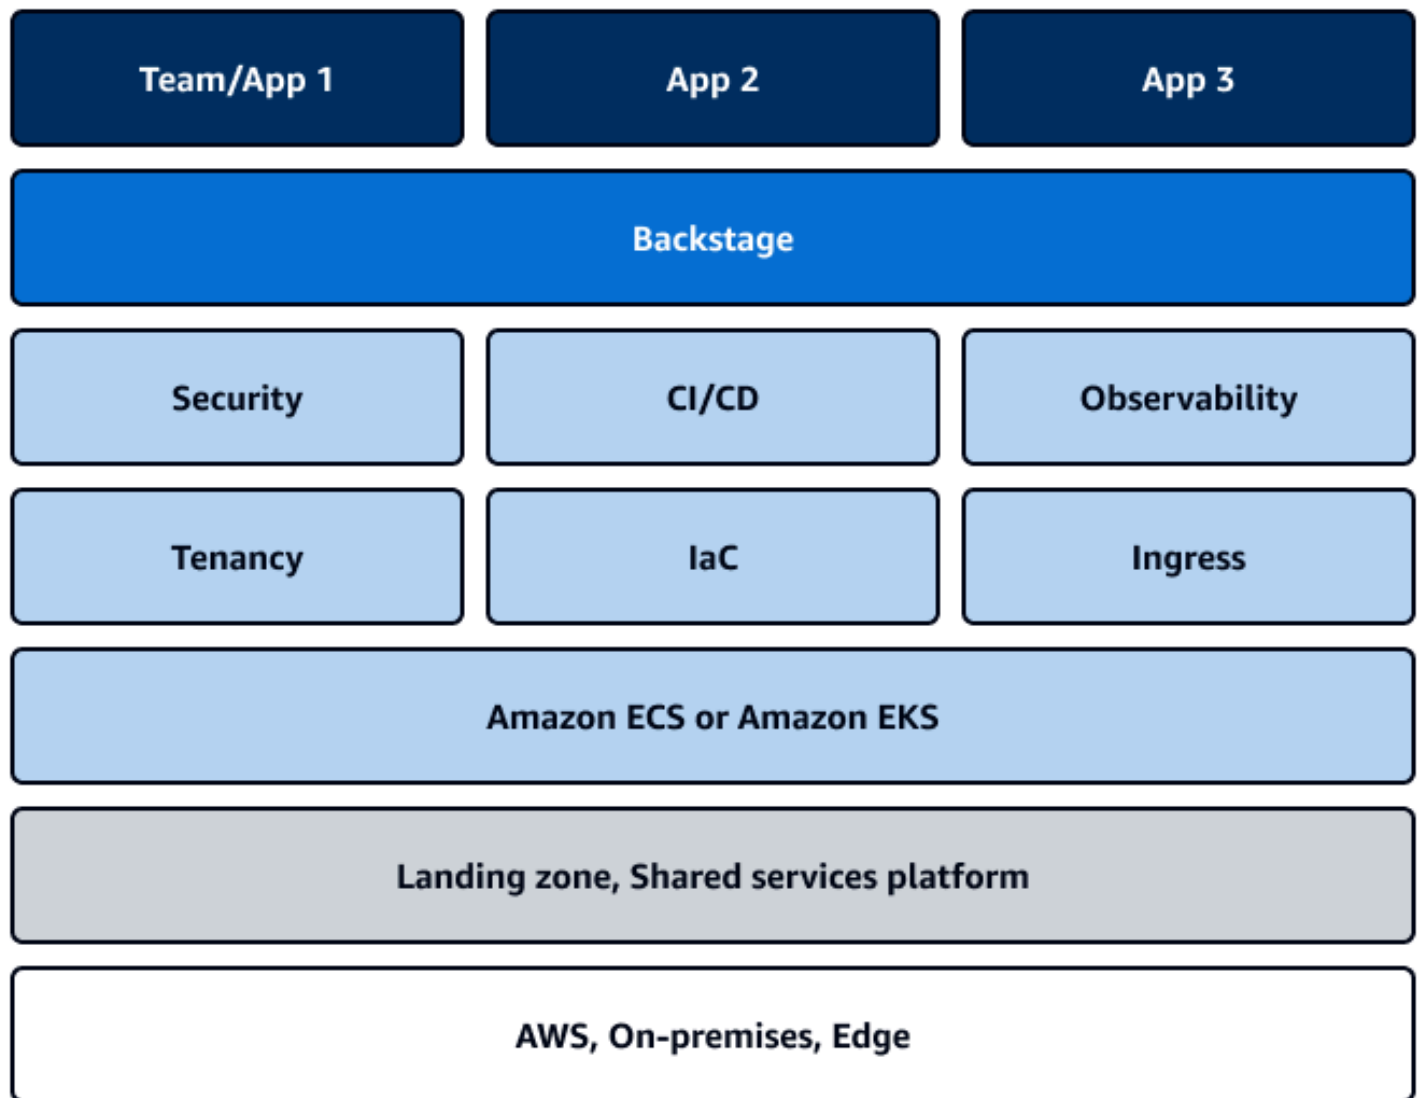 Team/App 1
App 2
App 3
Backstage
Security
CI/CD
Observability
Tenancy
IaC
Ingress
Amazon ECS or Amazon EKS
Landing zone, Shared services platform
AWS, On-premises, Edge